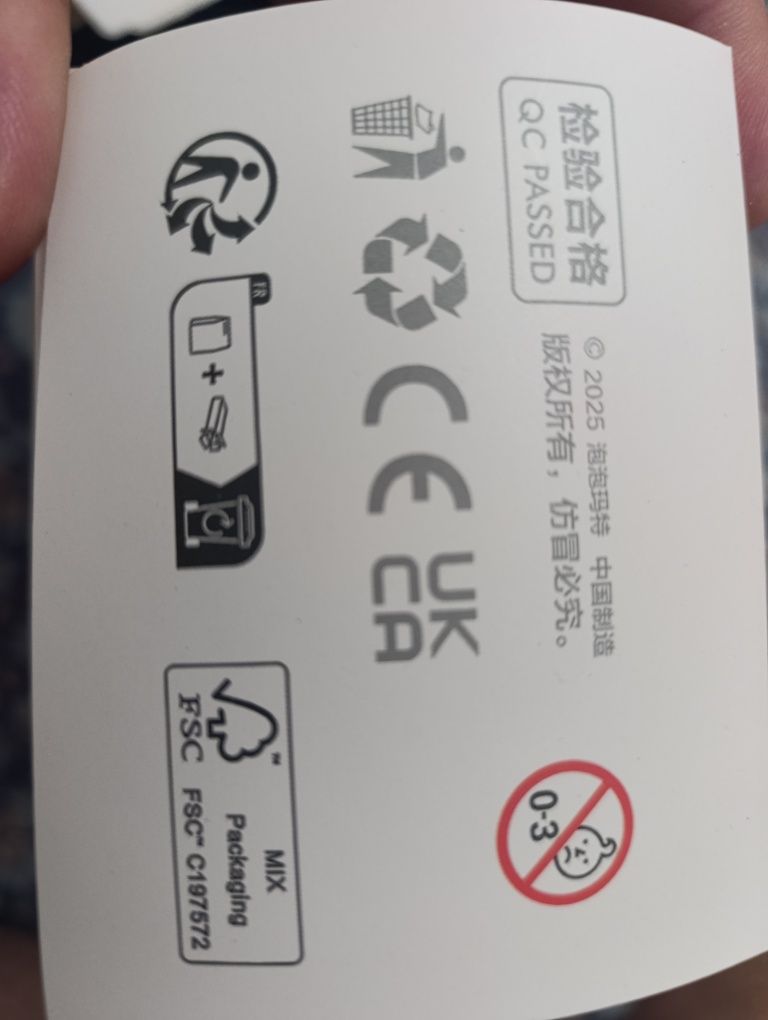 检验合格
QC PASSED
© 2025 泡泡玛特 中国制造
版权所有，仿冒必究。
0-3
CE
UK
CA
FR
+
FSC™
MIX
Packaging
FSC™ C197572